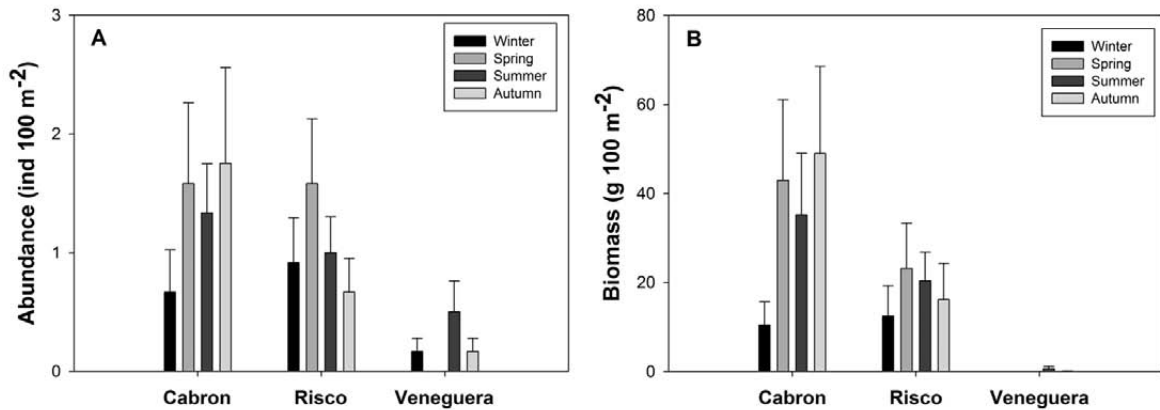 A
Winter
Spring
Summer
Autumn
3
2
1
0
Abundance (ind 100 m⁻²)
Cabron Risco Veneguera
B
Winter
Spring
Summer
Autumn
80
60
40
20
0
Biomass (g 100 m⁻²)
Cabron Risco Veneguera